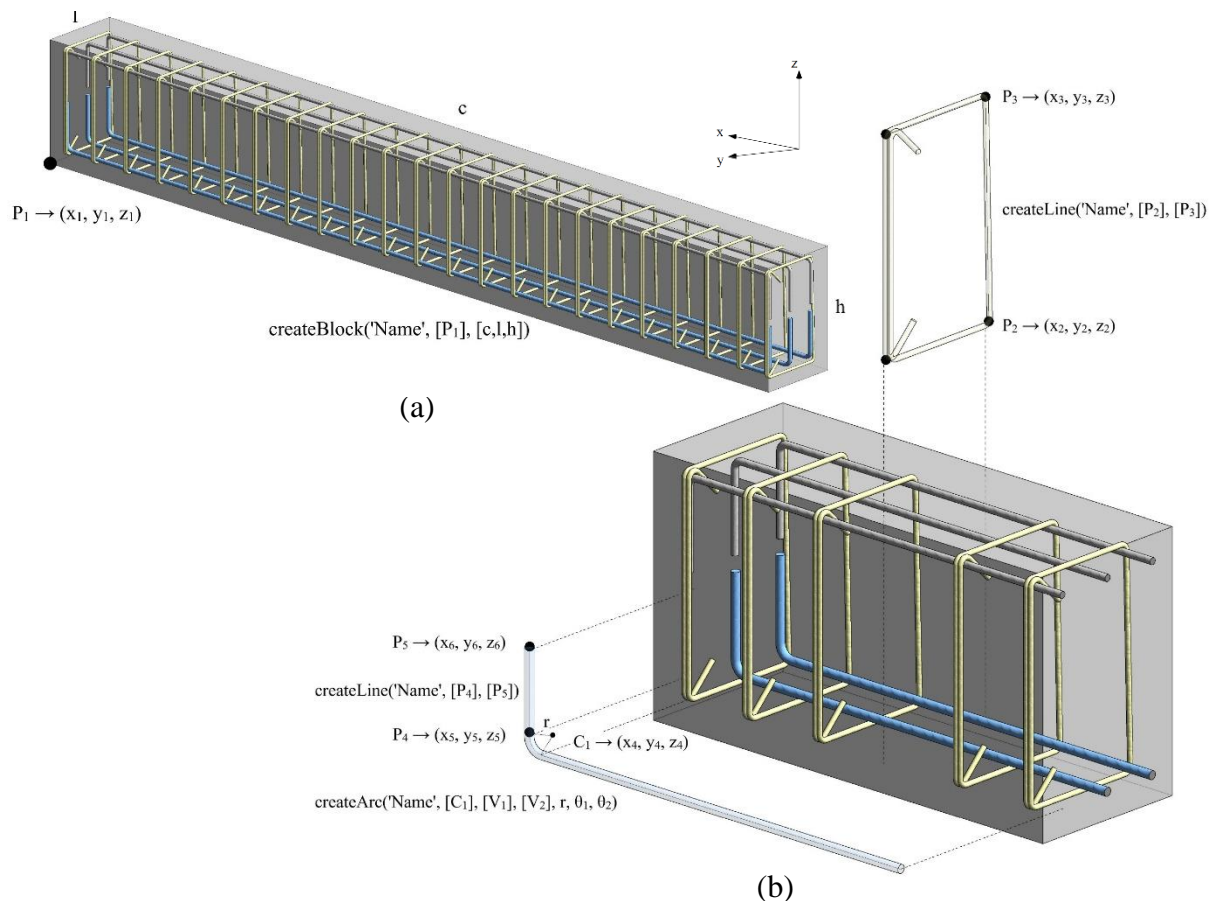 l
c
z
x
y
P₃ → (x₃, y₃, z₃)
createLine('Name', [P₂], [P₃])
P₂ → (x₂, y₂, z₂)
P₁ → (x₁, y₁, z₁)
createBlock('Name', [P₁], [c,l,h])
h
(a)
P₅ → (x₆, y₆, z₆)
createLine('Name', [P₄], [P₅])
r
P₄ → (x₅, y₅, z₅)
C₁ → (x₄, y₄, z₄)
createArc('Name', [C₁], [V₁], [V₂], r, θ₁, θ₂)
(b)